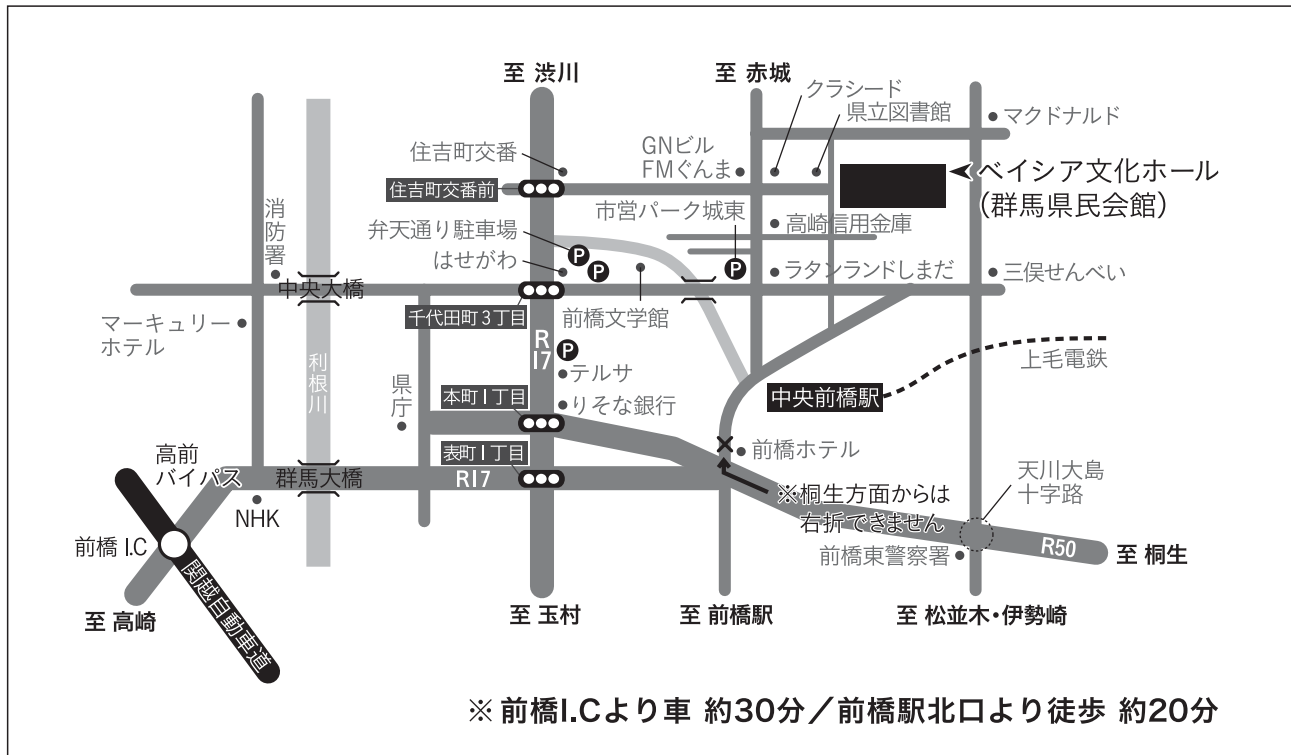 至 渋川
至 赤城
クラシード
県立図書館
マクドナルド
住吉町交番
GNビル
FMぐんま
住吉町交番前
ベイシア文化ホール
(群馬県民会館)
消防署
弁天通り駐車場
市営パーク城東
高崎信用金庫
P
P
P
はせがわ
ラタンランドしまだ
三俣せんべい
中央大橋
千代田町3丁目
前橋文学館
マーキュリー
ホテル
利根川
R
17
P
テルサ
上毛電鉄
県庁
本町1丁目
りそな銀行
中央前橋駅
表町1丁目
前橋ホテル
高前
バイパス
群馬大橋
R17
※桐生方面からは
右折できません
天川大島
十字路
NHK
前橋I.C
前橋東警察署
R50
至 桐生
関越自動車道
至 高崎
至 玉村
至 前橋駅
至 松並木・伊勢崎
※前橋I.Cより車 約30分/前橋駅北口より徒歩 約20分